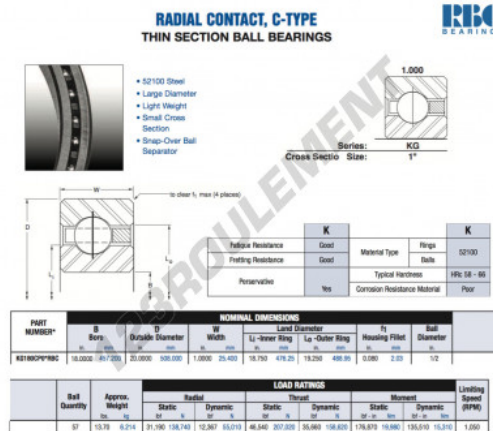 RADIAL CONTACT, C-TYPE
THIN SECTION BALL BEARINGS
RBC
BEARINGS
• 52100 Steel
• Large Diameter
• Light Weight
• Small Cross
Section
• Snap-Over Ball
Separator
1.000
Series: KG
Cross Sectio Size: 1"
W
to clear f₁ max (4 places)
D
L₁
B
K K
Fatigue Resistance Good Material Type Rings 52100
Fretting Resistance Good Balls
Preservative Yes Typical Hardness HRc 58 - 66
Corrosion Resistance Material Poor
123ROULEMENT
NOMINAL DIMENSIONS
PART NUMBER* B Bore D Outside Diameter W Width Land Diameter f₁ Housing Fillet Ball Diameter
Lᵢ -Inner Ring Lₒ -Outer Ring
in. mm in. mm in. mm in. mm in. mm in. mm in.
KG180CP0*RBC 18.0000 457.200 20.0000 508.000 1.0000 25.400 18.750 476.25 19.250 488.95 0.080 2.03 1/2
LOAD RATINGS
Ball Quantity Approx. Weight Radial Thrust Moment Limiting Speed (RPM)
Static Dynamic Static Dynamic Static Dynamic
lbs. kg lbf N lbf N lbf N lbf N lbf - in Nm lbf - in Nm
57 13.70 6.214 31,190 138,740 12,367 55,010 46,540 207,020 35,660 158,620 176,870 19,980 135,510 15,310 1,050